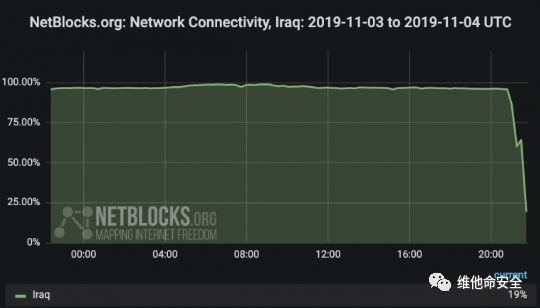 NetBlocks.org: Network Connectivity, Iraq: 2019-11-03 to 2019-11-04 UTC
100.00%
75.00%
50.00%
25.00%
0%
NETBLOCKS.ORG
MAPPING INTERNET FREEDOM
00:00 04:00 08:00 12:00 16:00 20:00
current
Iraq 19%
维他命安全